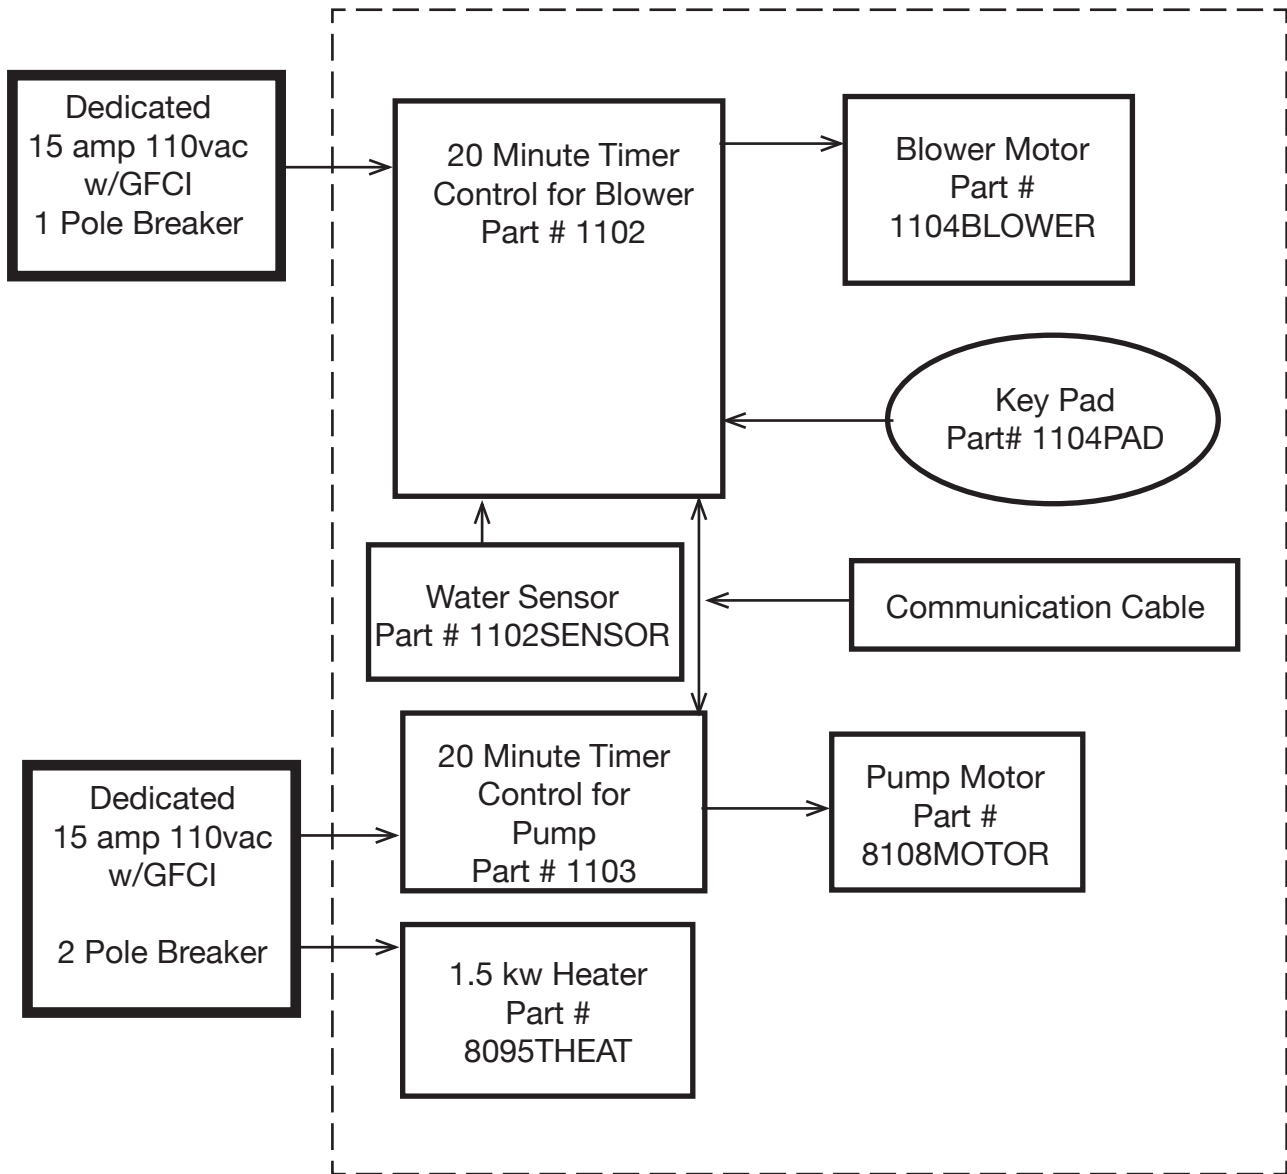 Dedicated
15 amp 110vac
w/GFCI
1 Pole Breaker
20 Minute Timer
Control for Blower
Part # 1102
Blower Motor
Part #
1104BLOWER
Key Pad
Part# 1104PAD
Water Sensor
Part # 1102SENSOR
Communication Cable
Dedicated
15 amp 110vac
w/GFCI
2 Pole Breaker
20 Minute Timer
Control for
Pump
Part # 1103
Pump Motor
Part #
8108MOTOR
1.5 kw Heater
Part #
8095THEAT